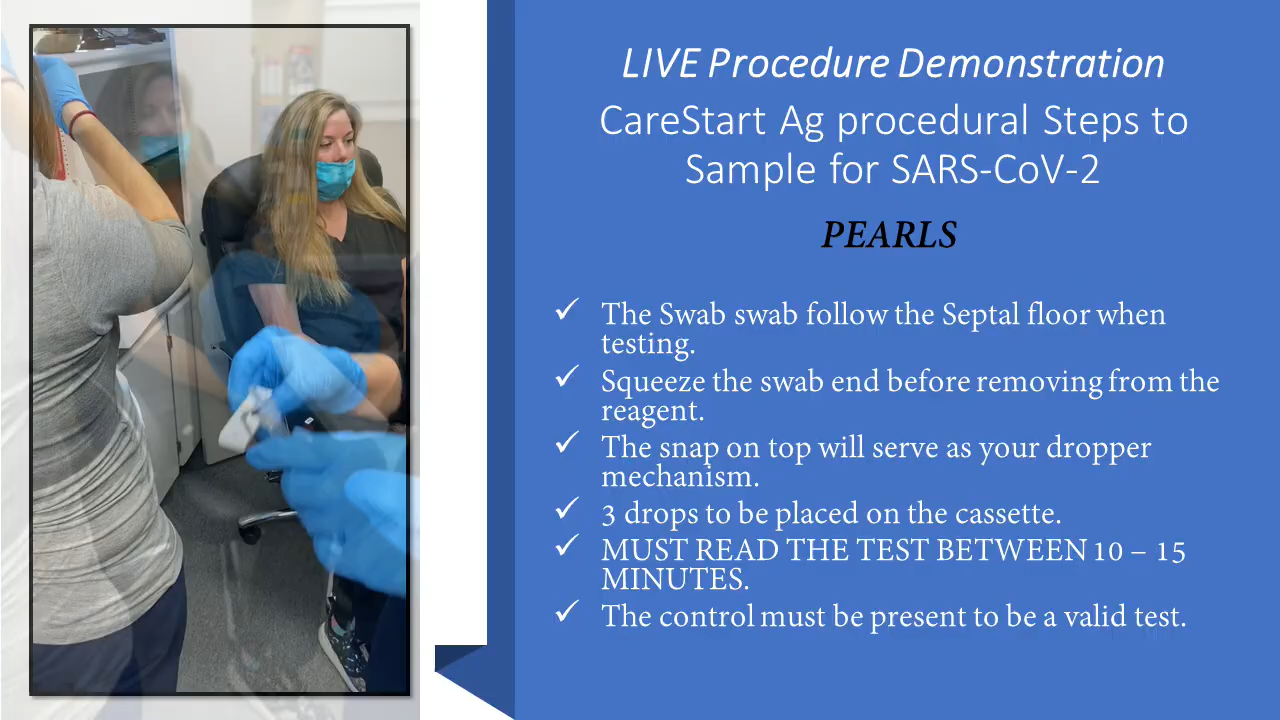 LIVE Procedure Demonstration
CareStart Ag procedural Steps to
Sample for SARS-CoV-2
PEARLS
✓ The Swab swab follow the Septal floor when
testing.
✓ Squeeze the swab end before removing from the
reagent.
✓ The snap on top will serve as your dropper
mechanism.
✓ 3 drops to be placed on the cassette.
✓ MUST READ THE TEST BETWEEN 10 – 15
MINUTES.
✓ The control must be present to be a valid test.